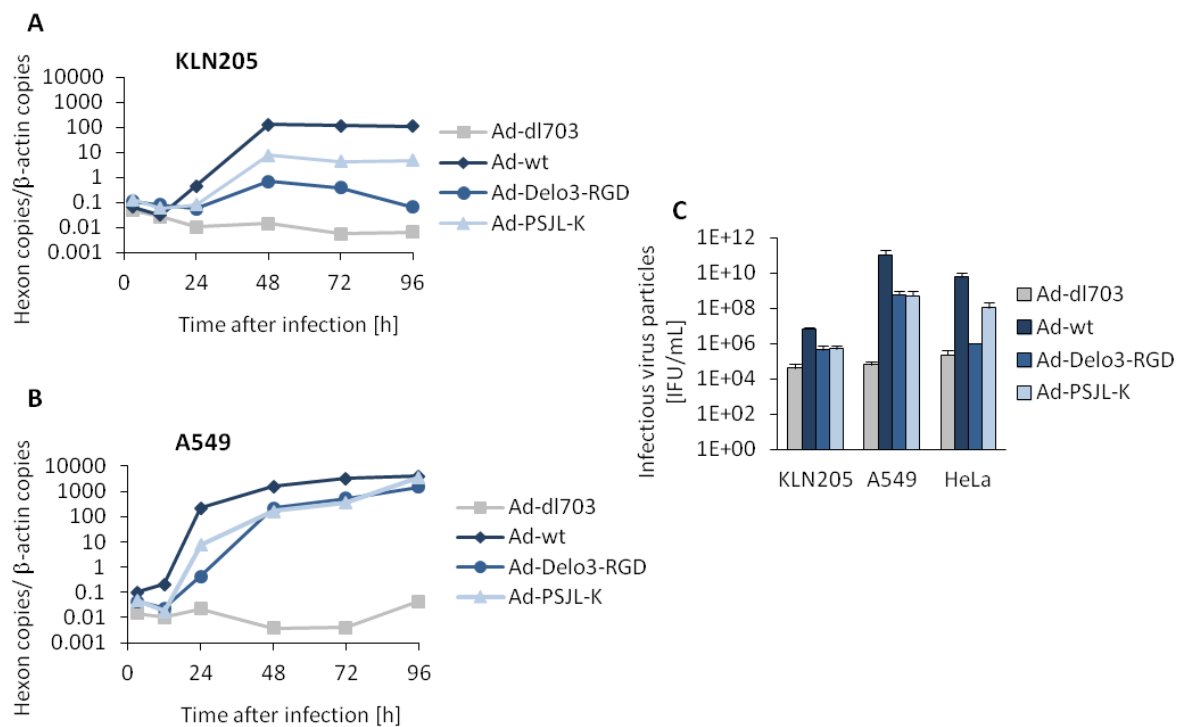 A
KLN205
10000
1000
100
10
1
0.1
0.01
0.001
0 24 48 72 96
Hexon copies/β-actin copies
Time after infection [h]
Ad-dl703
Ad-wt
Ad-Delo3-RGD
Ad-PSJL-K
B
A549
10000
1000
100
10
1
0.1
0.01
0.001
0 24 48 72 96
Hexon copies/ β-actin copies
Time after infection [h]
Ad-dl703
Ad-wt
Ad-Delo3-RGD
Ad-PSJL-K
C
Infectious virus particles
[IFU/mL]
1E+12
1E+10
1E+08
1E+06
1E+04
1E+02
1E+00
KLN205 A549 HeLa
Ad-dl703
Ad-wt
Ad-Delo3-RGD
Ad-PSJL-K